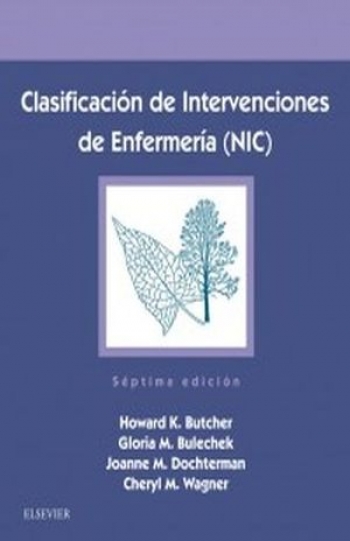 Clasificación de Intervenciones
de Enfermería (NIC)
Séptima edición
Howard K. Butcher
Gloria M. Bulechek
Joanne M. Dochterman
Cheryl M. Wagner
ELSEVIER